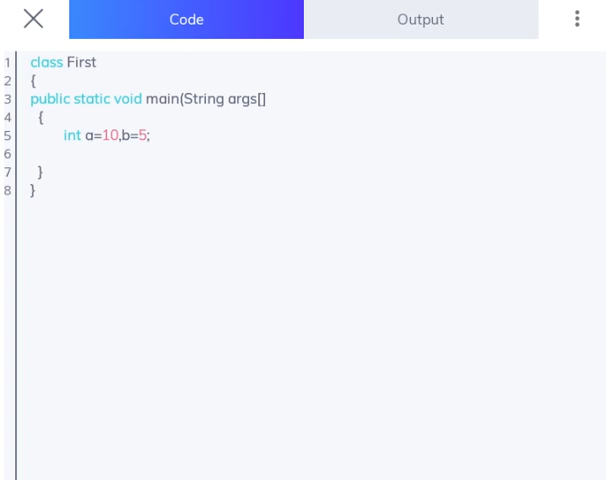 Code Output
1 class First
2 {
3 public static void main(String args[]
4 {
5 int a=10,b=5;
6
7 }
8 }